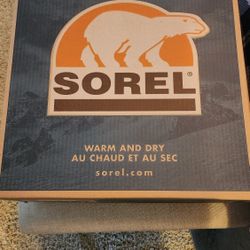 SOREL®
WARM AND DRY
AU CHAUD ET AU SEC
sorel.com